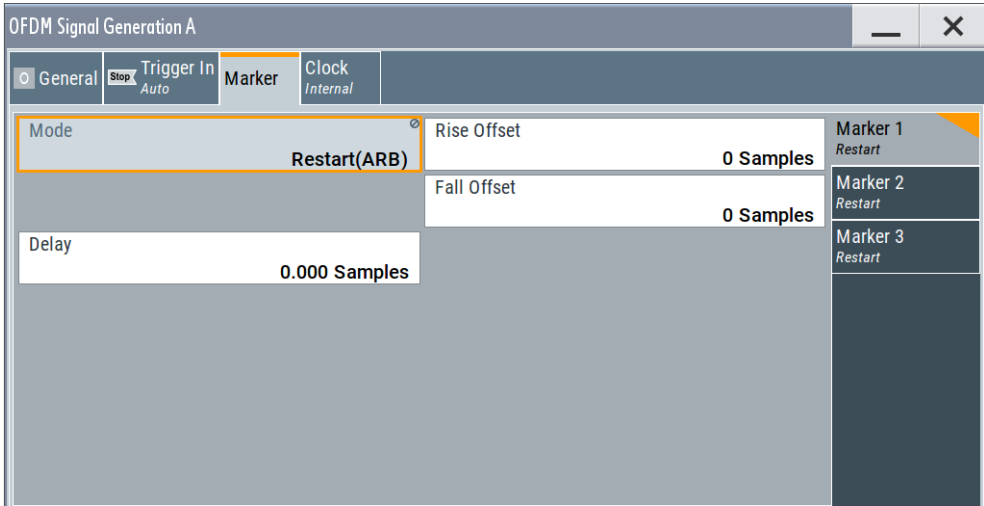 OFDM Signal Generation A
General
Stop
Trigger In
Auto
Marker
Clock
Internal
Mode
Restart(ARB)
Rise Offset
0 Samples
Fall Offset
0 Samples
Delay
0.000 Samples
Marker 1
Restart
Marker 2
Restart
Marker 3
Restart